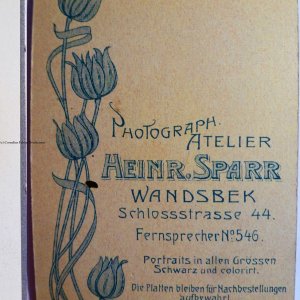 PHOTOGRAPH.
ATELIER
HEINR. SPARR
WANDSBEK
Schlossstrasse 44.
Fernsprecher No 546.
Portraits in allen Grössen
Schwarz und colorirt.
Die Platten bleiben für Nachbestellungen
aufbewahrt